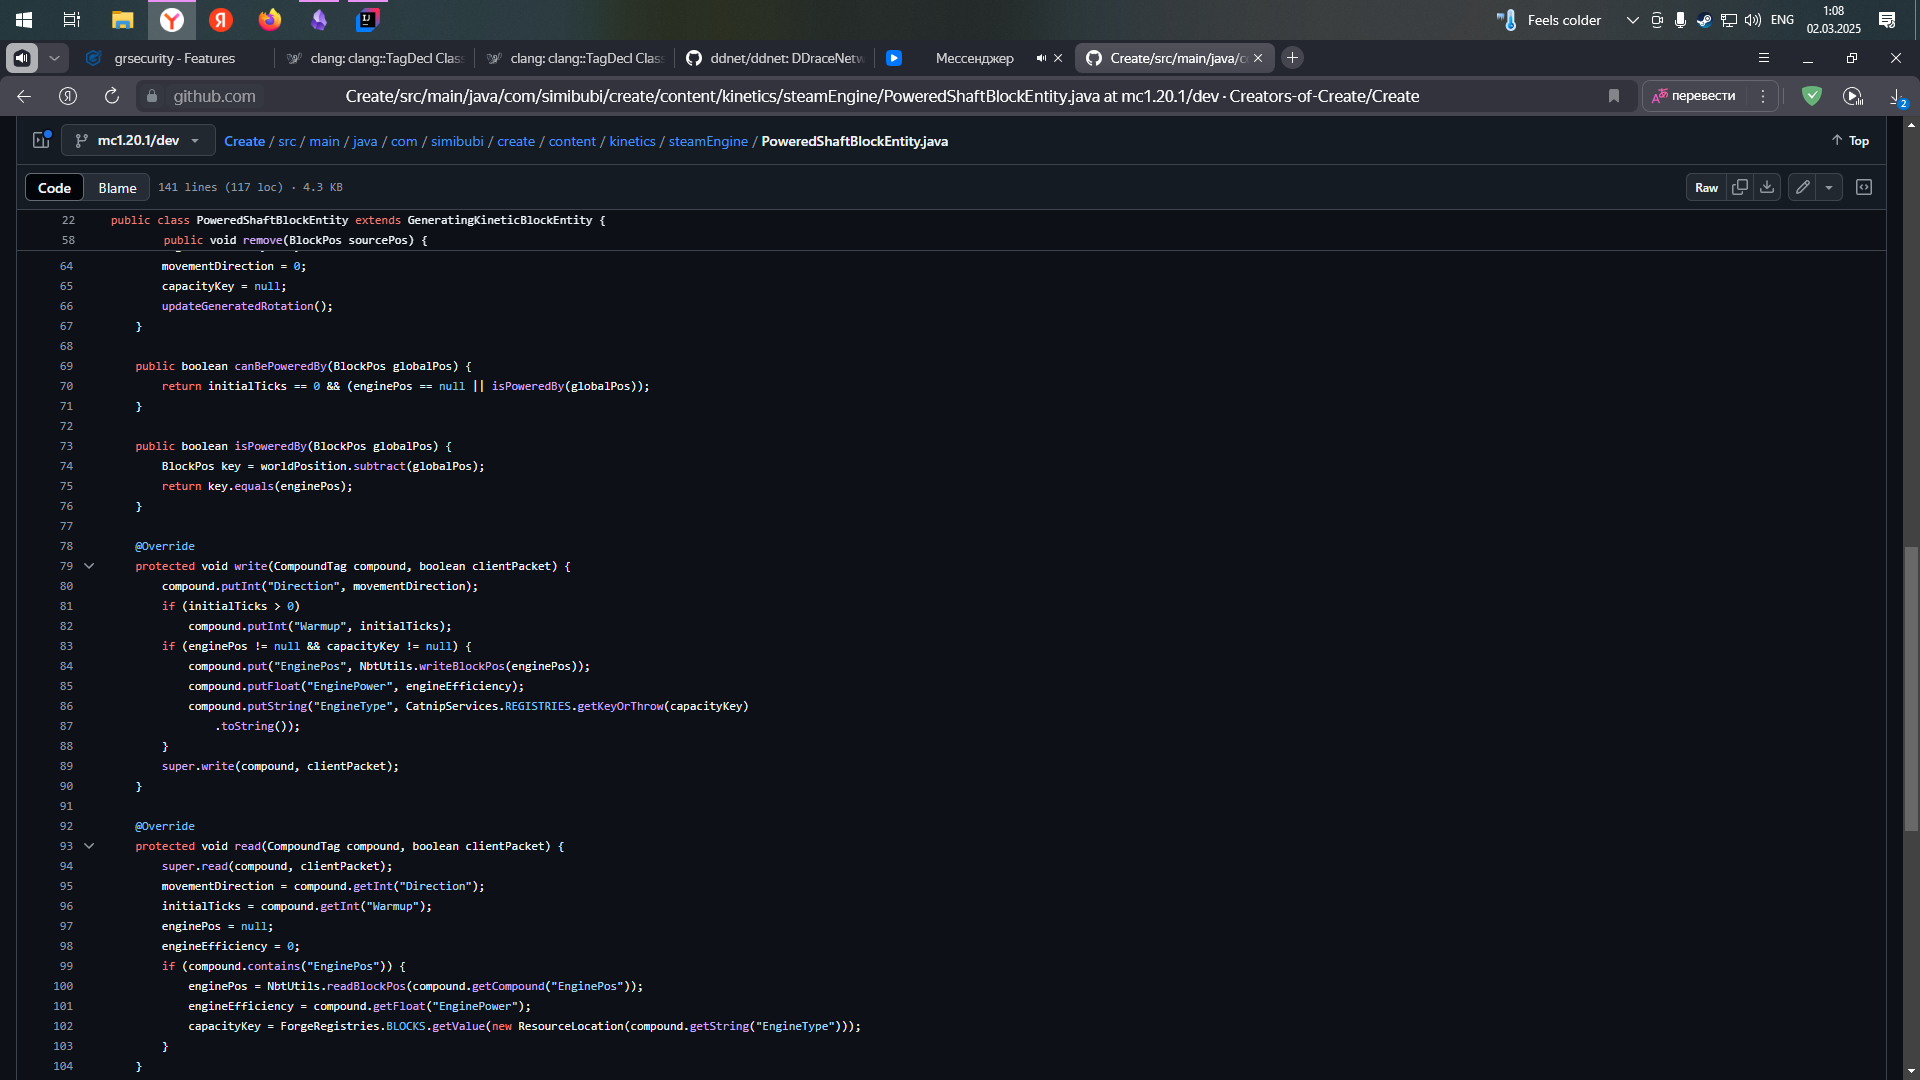 Feels colder
ENG
1:08
02.03.2025
grsecurity - Features
clang: clang::TagDecl Class
clang: clang::TagDecl Class
ddnet/ddnet: DDraceNetw
Мессенджер
Create/src/main/java/co
github.com
Create/src/main/java/com/simibubi/create/content/kinetics/steamEngine/PoweredShaftBlockEntity.java at mc1.20.1/dev · Creators-of-Create/Create
перевести
2
mc1.20.1/dev
Create / src / main / java / com / simibubi / create / content / kinetics / steamEngine / PoweredShaftBlockEntity.java
Top
Code
Blame
141 lines (117 loc) · 4.3 KB
Raw
22 public class PoweredShaftBlockEntity extends GeneratingKineticBlockEntity {
58 public void remove(BlockPos sourcePos) {
64 movementDirection = 0;
65 capacityKey = null;
66 updateGeneratedRotation();
67 }
68
69 public boolean canBePoweredBy(BlockPos globalPos) {
70 return initialTicks == 0 && (enginePos == null || isPoweredBy(globalPos));
71 }
72
73 public boolean isPoweredBy(BlockPos globalPos) {
74 BlockPos key = worldPosition.subtract(globalPos);
75 return key.equals(enginePos);
76 }
77
78 @Override
79 protected void write(CompoundTag compound, boolean clientPacket) {
80 compound.putInt("Direction", movementDirection);
81 if (initialTicks > 0)
82 compound.putInt("Warmup", initialTicks);
83 if (enginePos != null && capacityKey != null) {
84 compound.put("EnginePos", NbtUtils.writeBlockPos(enginePos));
85 compound.putFloat("EnginePower", engineEfficiency);
86 compound.putString("EngineType", CatnipServices.REGISTRIES.getKeyOrThrow(capacityKey)
87 .toString());
88 }
89 super.write(compound, clientPacket);
90 }
91
92 @Override
93 protected void read(CompoundTag compound, boolean clientPacket) {
94 super.read(compound, clientPacket);
95 movementDirection = compound.getInt("Direction");
96 initialTicks = compound.getInt("Warmup");
97 enginePos = null;
98 engineEfficiency = 0;
99 if (compound.contains("EnginePos")) {
100 enginePos = NbtUtils.readBlockPos(compound.getCompound("EnginePos"));
101 engineEfficiency = compound.getFloat("EnginePower");
102 capacityKey = ForgeRegistries.BLOCKS.getValue(new ResourceLocation(compound.getString("EngineType")));
103 }
104 }